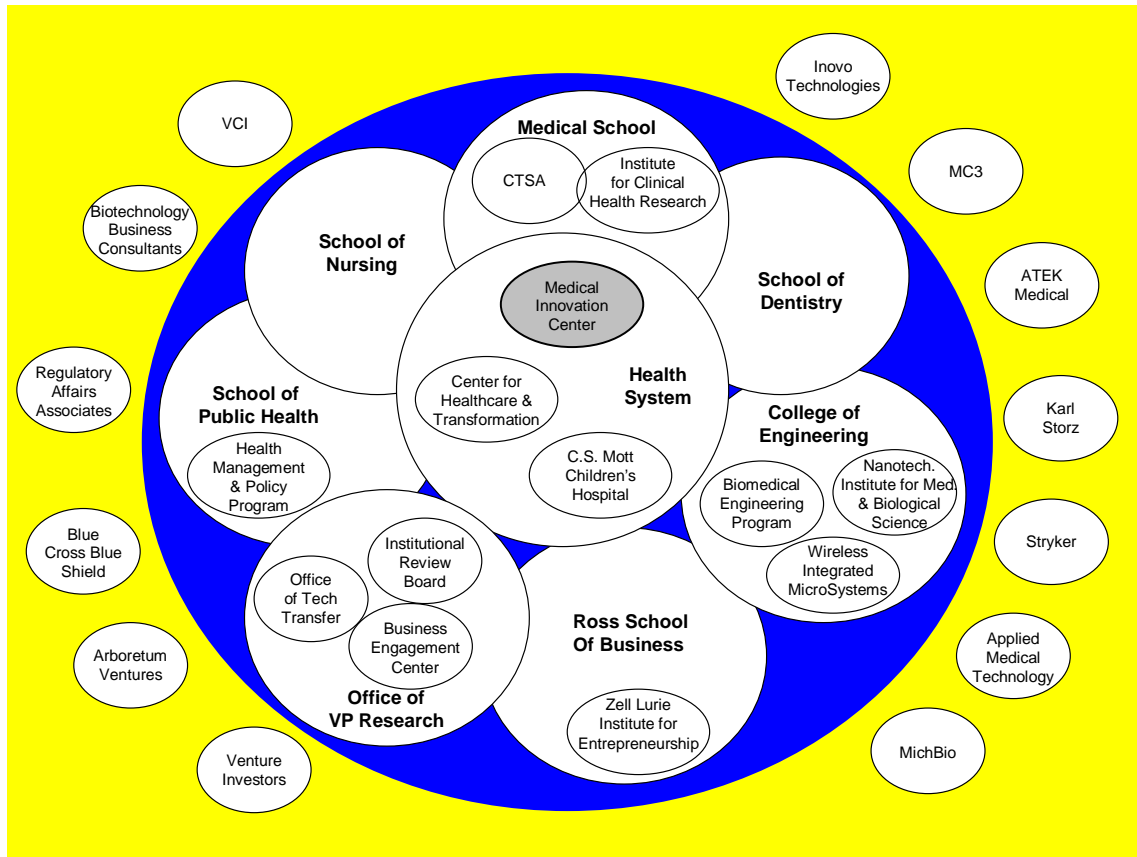 Inovo
Technologies
VCI
Medical School
CTSA
Institute
for Clinical
Health Research
MC3
Biotechnology
Business
Consultants
School of
Nursing
School of
Dentistry
ATEK
Medical
Medical
Innovation
Center
Regulatory
Affairs
Associates
School of
Public Health
Center for
Healthcare &
Transformation
Health
System
College of
Engineering
Karl
Storz
Health
Management
& Policy
Program
C.S. Mott
Children's
Hospital
Biomedical
Engineering
Program
Nanotech.
Institute for Med.
& Biological
Science
Blue
Cross Blue
Shield
Institutional
Review
Board
Wireless
Integrated
MicroSystems
Stryker
Office
of Tech
Transfer
Business
Engagement
Center
Ross School
Of Business
Arboretum
Ventures
Applied
Medical
Technology
Office of
VP Research
Zell Lurie
Institute for
Entrepreneurship
Venture
Investors
MichBio